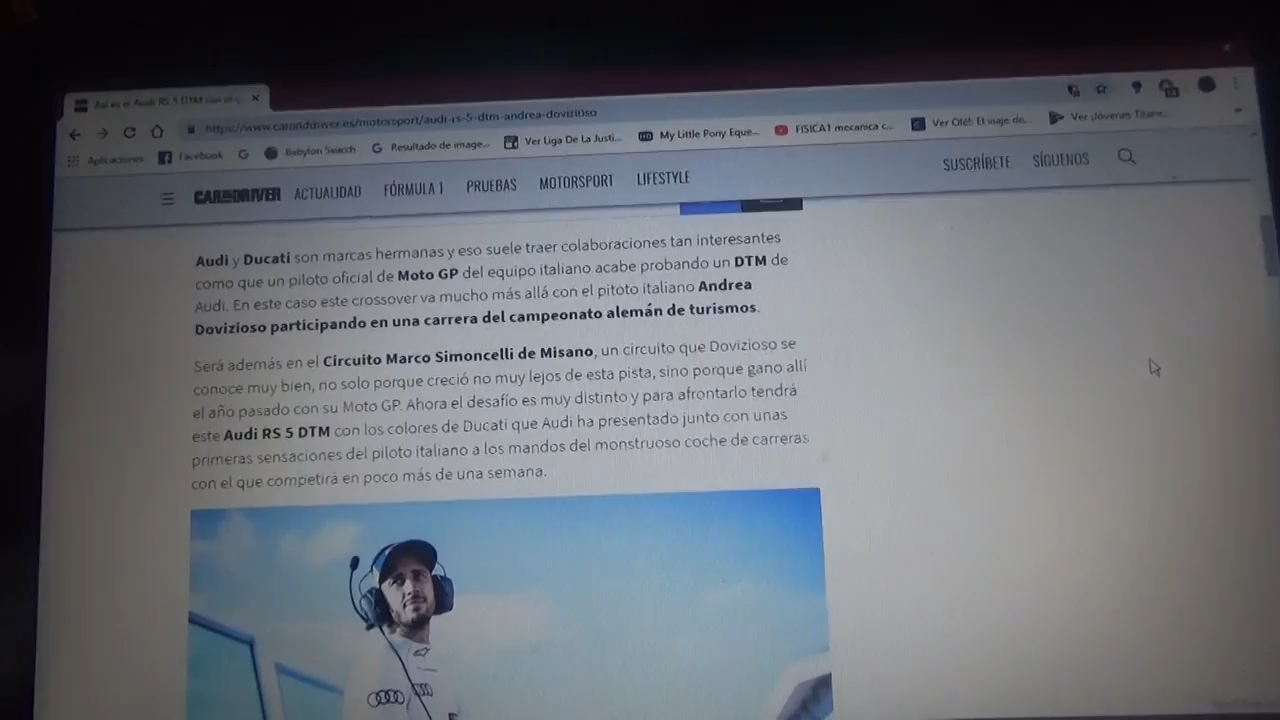 Así es el Audi RS 5 DTM
https://www.caranddriver.es/motorsport/audi-rs-5-dtm-andrea-dovizioso
Aplicaciones Facebook G Babylon Search Resultado de image... Ver Liga De La Justi... My Little Pony Eque... FISICA1 mecanica c... Ver Olé!: El viaje de... Ver ¡Jóvenes Titane...
CAR AND DRIVER ACTUALIDAD FÓRMULA 1 PRUEBAS MOTORSPORT LIFESTYLE SUSCRÍBETE SÍGUENOS
Audi y Ducati son marcas hermanas y eso suele traer colaboraciones tan interesantes
como que un piloto oficial de Moto GP del equipo italiano acabe probando un DTM de
Audi. En este caso este crossover va mucho más allá con el pitoto italiano Andrea
Dovizioso participando en una carrera del campeonato alemán de turismos.
Será además en el Circuito Marco Simoncelli de Misano, un circuito que Dovizioso se
conoce muy bien, no solo porque creció no muy lejos de esta pista, sino porque gano allí
el año pasado con su Moto GP. Ahora el desafío es muy distinto y para afrontarlo tendrá
este Audi RS 5 DTM con los colores de Ducati que Audi ha presentado junto con unas
primeras sensaciones del piloto italiano a los mandos del monstruoso coche de carreras
con el que competirá en poco más de una semana.